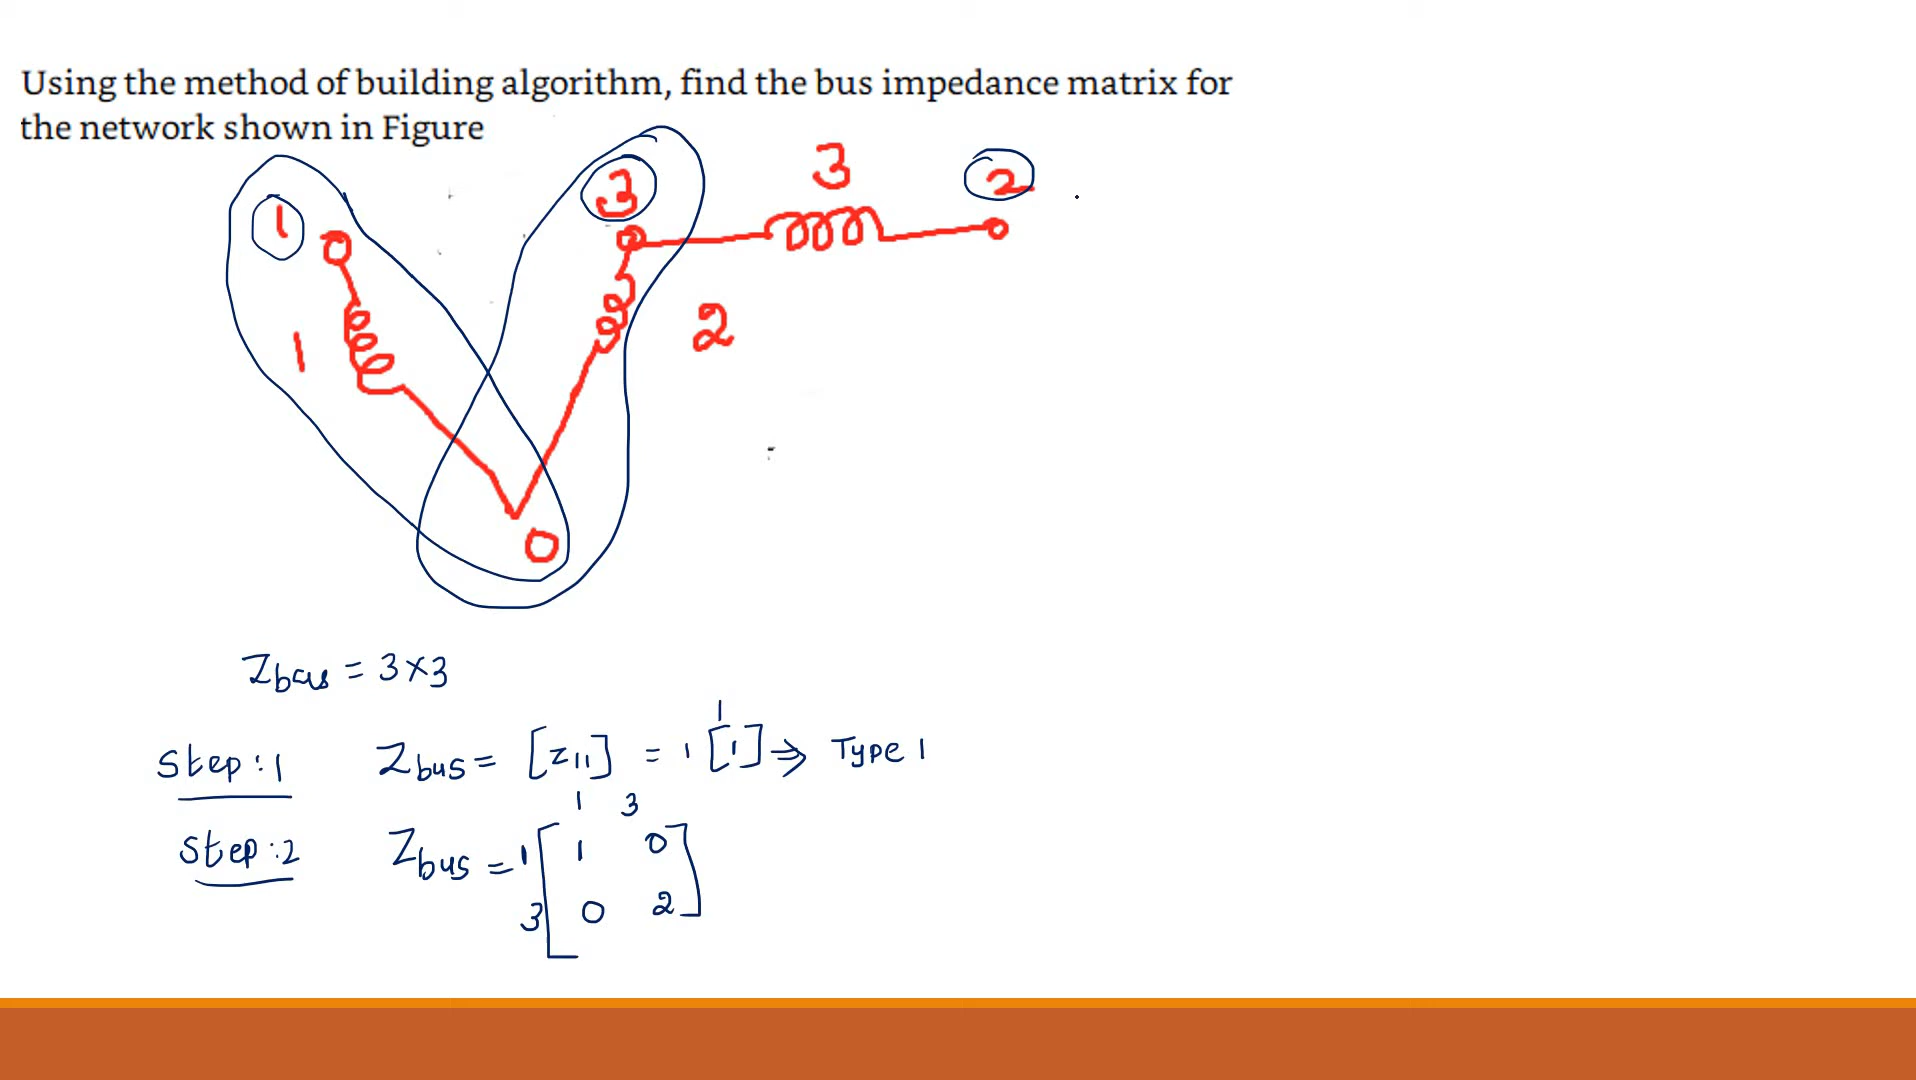 Using the method of building algorithm, find the bus impedance matrix for
the network shown in Figure
3
3
2
1
2
1
0
Zbus = 3×3
1
Step:1 Zbus = [Z11] = 1 [1] ⇒ Type 1
1 3
Step:2 Zbus = 1 [1 0
3 0 2]